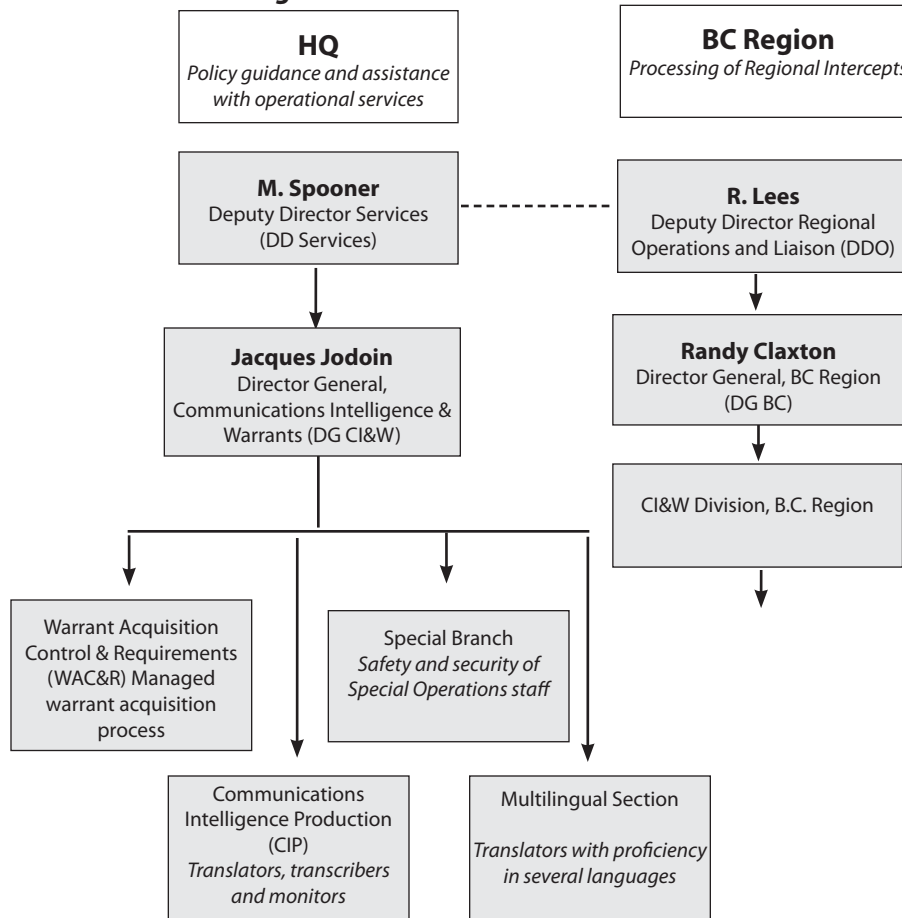 HQ
Policy guidance and assistance
with operational services
BC Region
Processing of Regional Intercepts
M. Spooner
Deputy Director Services
(DD Services)
R. Lees
Deputy Director Regional
Operations and Liaison (DDO)
Jacques Jodoin
Director General,
Communications Intelligence &
Warrants (DG CI&W)
Randy Claxton
Director General, BC Region
(DG BC)
CI&W Division, B.C. Region
Warrant Acquisition
Control & Requirements
(WAC&R) Managed
warrant acquisition
process
Special Branch
Safety and security of
Special Operations staff
Communications
Intelligence Production
(CIP)
Translators, transcribers
and monitors
Multilingual Section
Translators with proficiency
in several languages